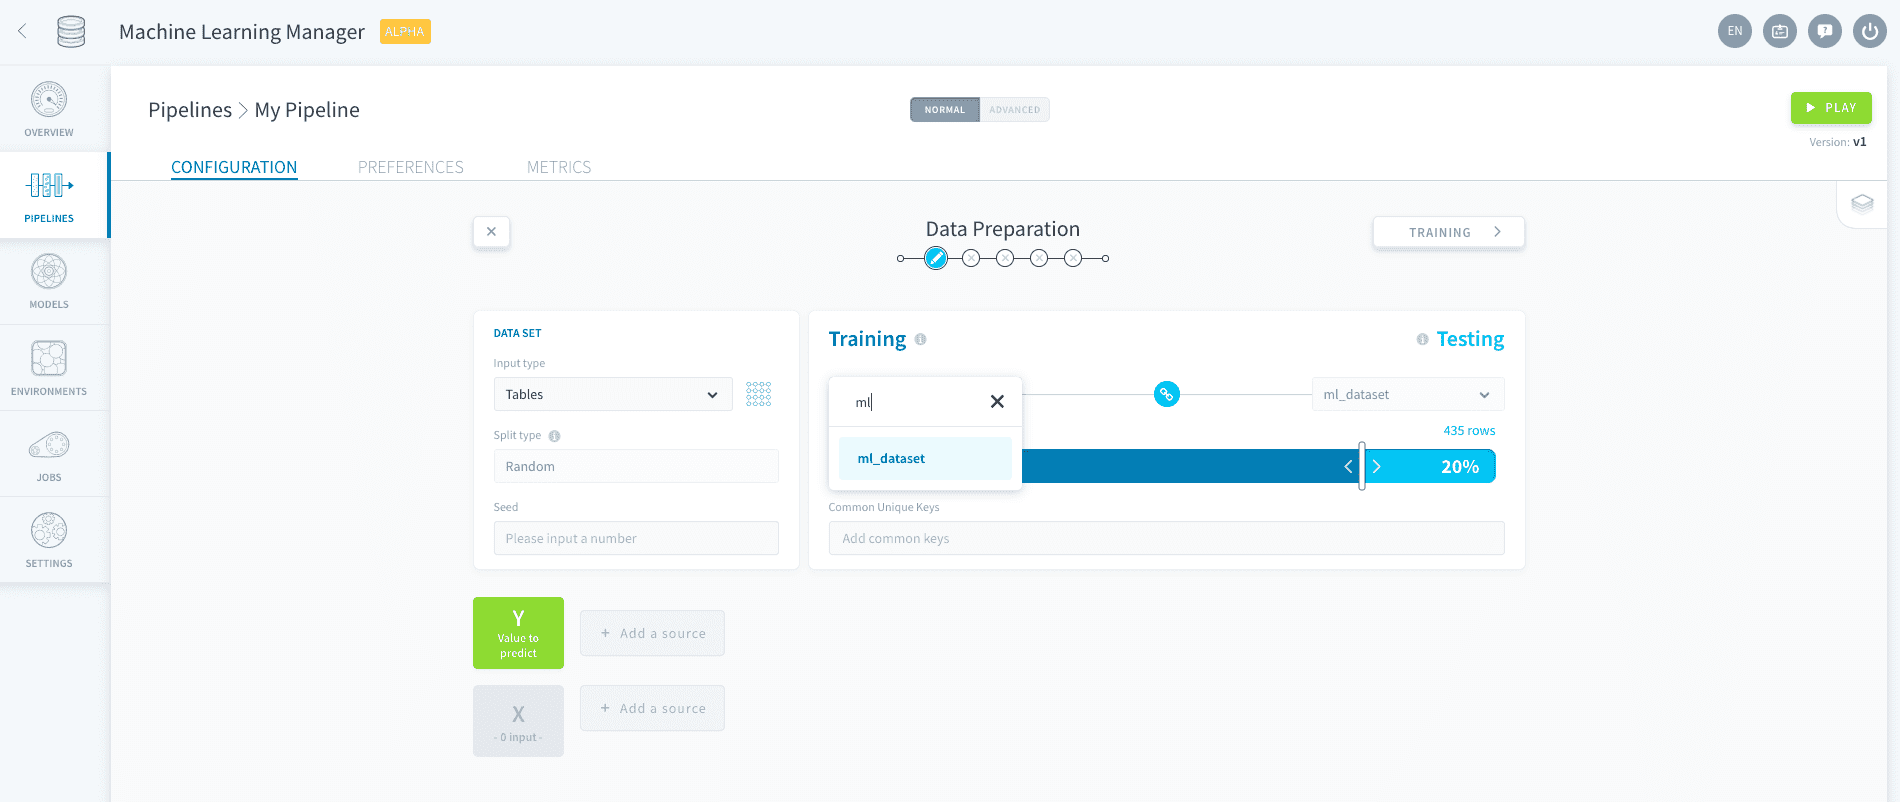 Machine Learning Manager ALPHA
EN
OVERVIEW
PIPELINES
MODELS
ENVIRONMENTS
JOBS
SETTINGS
Pipelines > My Pipeline
NORMAL ADVANCED
PLAY
Version: v1
CONFIGURATION PREFERENCES METRICS
Data Preparation
TRAINING
DATA SET
Input type
Tables
Split type
Random
Seed
Please input a number
Training
Testing
ml
ml_dataset
ml_dataset
435 rows
20%
Common Unique Keys
Add common keys
Y
Value to
predict
+ Add a source
X
- 0 input -
+ Add a source